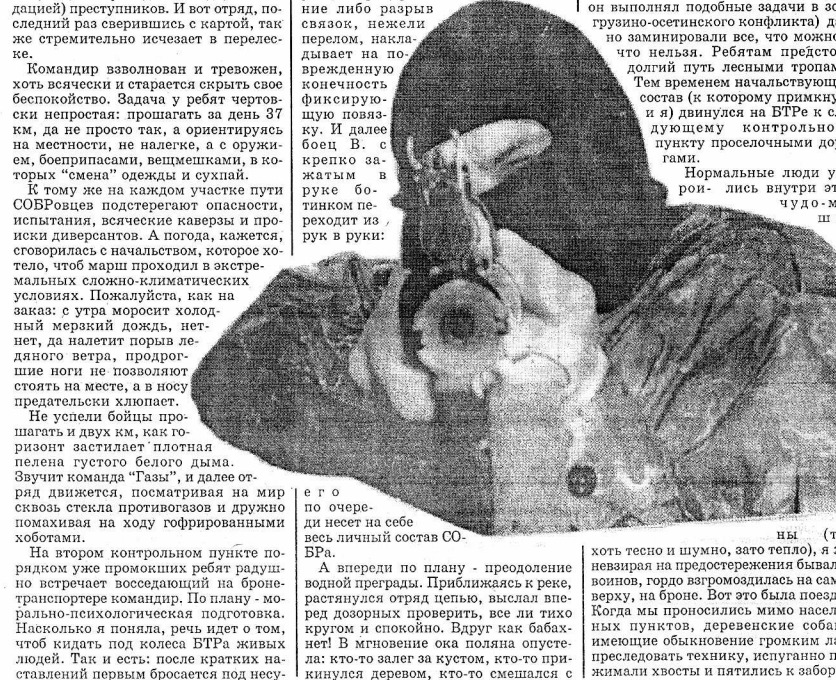 дацией) преступников. И вот отряд, по-
следний раз сверившись с картой, так
же стремительно исчезает в перелес-
ке.
Командир взволнован и тревожен,
хоть всячески и старается скрыть свое
беспокойство. Задача у ребят чертов-
ски непростая: прошагать за день 37
км, да не просто так, а ориентируясь
на местности, не налегке, а с оружи-
ем, боеприпасами, вещмешками, в ко-
торых “смена” одежды и сухпай.
К тому же на каждом участке пути
СОБРовцев подстерегают опасности,
испытания, всяческие каверзы и про-
иски диверсантов. А погода, кажется,
сговорилась с начальством, которое хо-
тело, чтоб марш проходил в экстре-
мальных сложно-климатических
условиях. Пожалуйста, как на
заказ: с утра моросит холод-
ный мерзкий дождь, нет-
нет, да налетит порыв ле-
дяного ветра, продрог-
шие ноги не позволяют
стоять на месте, а в носу
предательски хлюпает.
Не успели бойцы про-
шагать и двух км, как го-
ризонт застилает плотная
пелена густого белого дыма.
Звучит команда “Газы”, и далее от-
ряд движется, посматривая на мир
сквозь стекла противогазов и дружно
помахивая на ходу гофрированными
хоботами.
На втором контрольном пункте по-
рядком уже промокших ребят радуш-
но встречает восседающий на броне-
транспортере командир. По плану - мо-
рально-психологическая подготовка.
Насколько я поняла, речь идет о том,
чтоб кидать под колеса БТРа живых
людей. Так и есть: после кратких на-
ставлений первым бросается под несу-
ние либо разрыв
связок, нежели
перелом, накла-
дывает на по-
врежденную
конечность
фиксирую-
щую повяз-
ку. И далее
боец В. с
крепко за-
жатым в
руке бо-
тинком пе-
реходит из
рук в руки:
его
по очере-
ди несет на себе
весь личный состав СО-
БРа.
А впереди по плану - преодоление
водной преграды. Приближаясь к реке,
растянулся отряд цепью, выслал впе-
ред дозорных проверить, все ли тихо
кругом и спокойно. Вдруг как бабах-
нет! В мгновение ока поляна опусте-
ла: кто-то залег за кустом, кто-то при-
кинулся деревом, кто-то смешался с
он выполнял подобные задачи в зо
грузино-осетинского конфликта) д
но заминировали все, что можн
что нельзя. Ребятам предсто
долгий путь лесными тропам
Тем временем начальствующ
состав (к которому примкну
и я) двинулся на БТРе к сл
дующему контрольно
пункту проселочными до
гами.
Нормальные люди у
рои- лись внутри эт
чудо-м
ш
ны (т
хоть тесно и шумно, зато тепло), я
невзирая на предостережения бывал
воинов, гордо взгромоздилась на сам
верху, на броне. Вот это была поезд
Когда мы проносились мимо насел
ных пунктов, деревенские соба
имеющие обыкновение громким ла
преследовать технику, испуганно п
жимали хвосты и пятились к забор